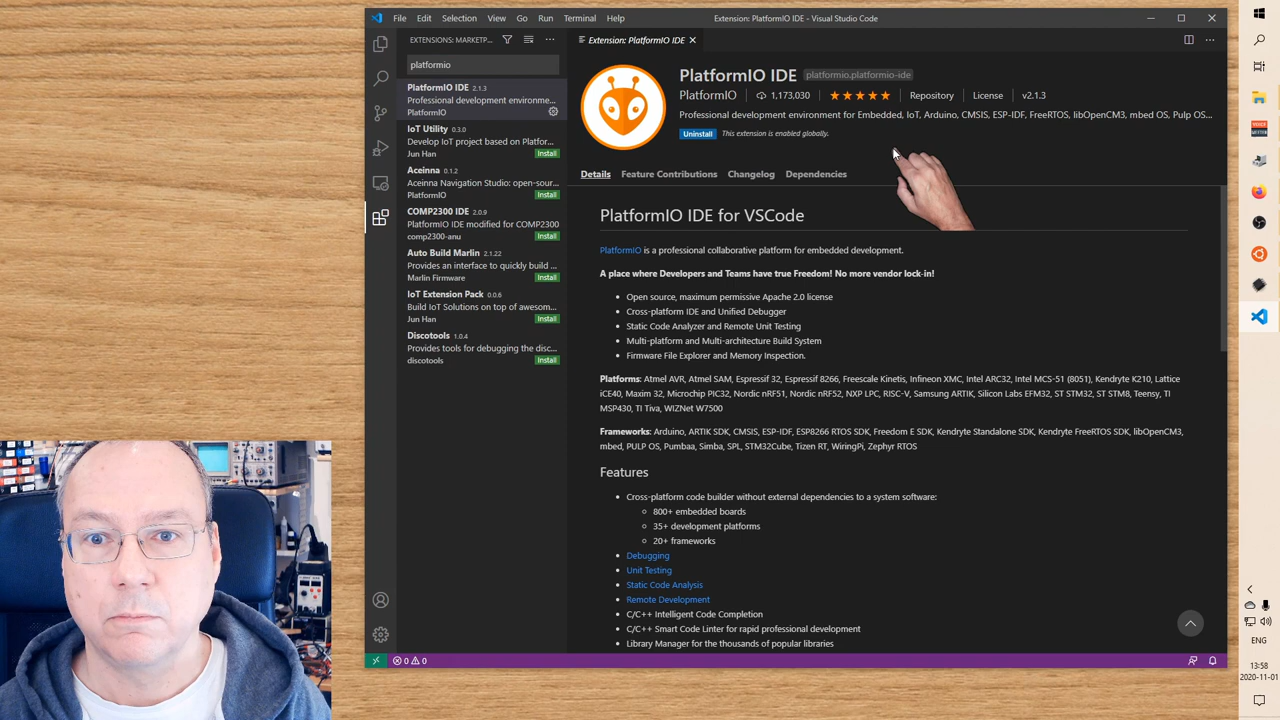 File Edit Selection View Go Run Terminal Help
Extension: PlatformIO IDE - Visual Studio Code
EXTENSIONS: MARKETP...
platformio
PlatformIO IDE 2.1.3
Professional development environme...
PlatformIO
IoT Utility 0.3.0
Develop IoT project based on Platfor...
Jun Han Install
Aceinna 0.1.2
Aceinna Navigation Studio: open-sour...
PlatformIO Install
COMP2300 IDE 2.0.9
PlatformIO IDE modified for COMP2300
comp2300-anu Install
Auto Build Marlin 2.1.22
Provides an interface to quickly build ...
Marlin Firmware Install
IoT Extension Pack 0.0.6
Build IoT Solutions on top of awesom...
Jun Han Install
Discotools 1.0.4
Provides tools for debugging the disc...
discotools Install
Extension: PlatformIO IDE
PlatformIO IDE platformio.platformio-ide
PlatformIO 1,173,030 Repository License v2.1.3
Professional development environment for Embedded, IoT, Arduino, CMSIS, ESP-IDF, FreeRTOS, libOpenCM3, mbed OS, Pulp OS...
Uninstall This extension is enabled globally.
Details Feature Contributions Changelog Dependencies
PlatformIO IDE for VSCode
PlatformIO is a professional collaborative platform for embedded development.
A place where Developers and Teams have true Freedom! No more vendor lock-in!
Open source, maximum permissive Apache 2.0 license
Cross-platform IDE and Unified Debugger
Static Code Analyzer and Remote Unit Testing
Multi-platform and Multi-architecture Build System
Firmware File Explorer and Memory Inspection.
Platforms: Atmel AVR, Atmel SAM, Espressif 32, Espressif 8266, Freescale Kinetis, Infineon XMC, Intel ARC32, Intel MCS-51 (8051), Kendryte K210, Lattice
iCE40, Maxim 32, Microchip PIC32, Nordic nRF51, Nordic nRF52, NXP LPC, RISC-V, Samsung ARTIK, Silicon Labs EFM32, ST STM32, ST STM8, Teensy, TI
MSP430, TI Tiva, WIZNet W7500
Frameworks: Arduino, ARTIK SDK, CMSIS, ESP-IDF, ESP8266 RTOS SDK, Freedom E SDK, Kendryte Standalone SDK, Kendryte FreeRTOS SDK, libOpenCM3,
mbed, PULP OS, Pumbaa, Simba, SPL, STM32Cube, Tizen RT, WiringPi, Zephyr RTOS
Features
Cross-platform code builder without external dependencies to a system software:
800+ embedded boards
35+ development platforms
20+ frameworks
Debugging
Unit Testing
Static Code Analysis
Remote Development
C/C++ Intelligent Code Completion
C/C++ Smart Code Linter for rapid professional development
Library Manager for the thousands of popular libraries
0 0
ENG
13:58
2020-11-01